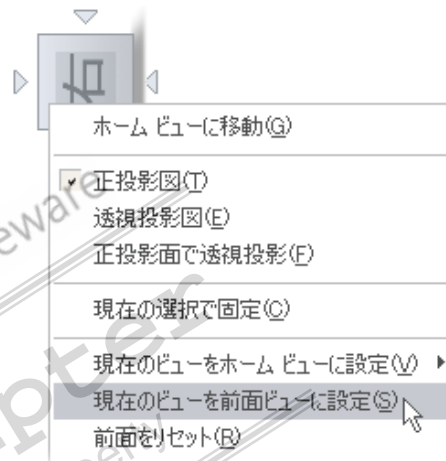 右
ホーム ビューに移動(G)
正投影図(T)
透視投影図(E)
正投影面で透視投影(F)
現在の選択で固定(C)
現在のビューをホーム ビューに設定(V)
現在のビューを前面ビューに設定(S)
前面をリセット(R)